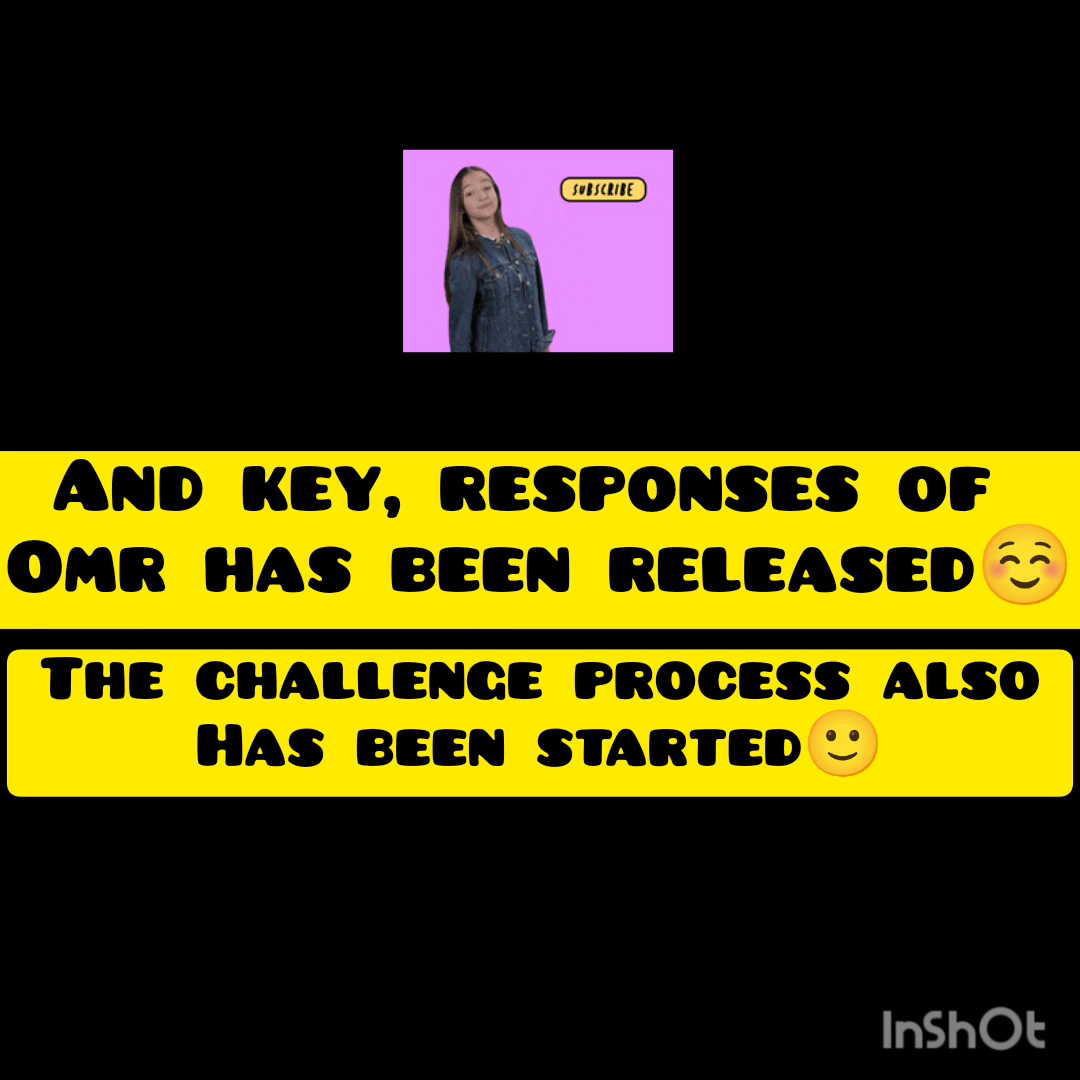 SUBSCRIBE
And key, responses of
Omr has been released☺️
The challenge process also
Has been started🙂
InShOt